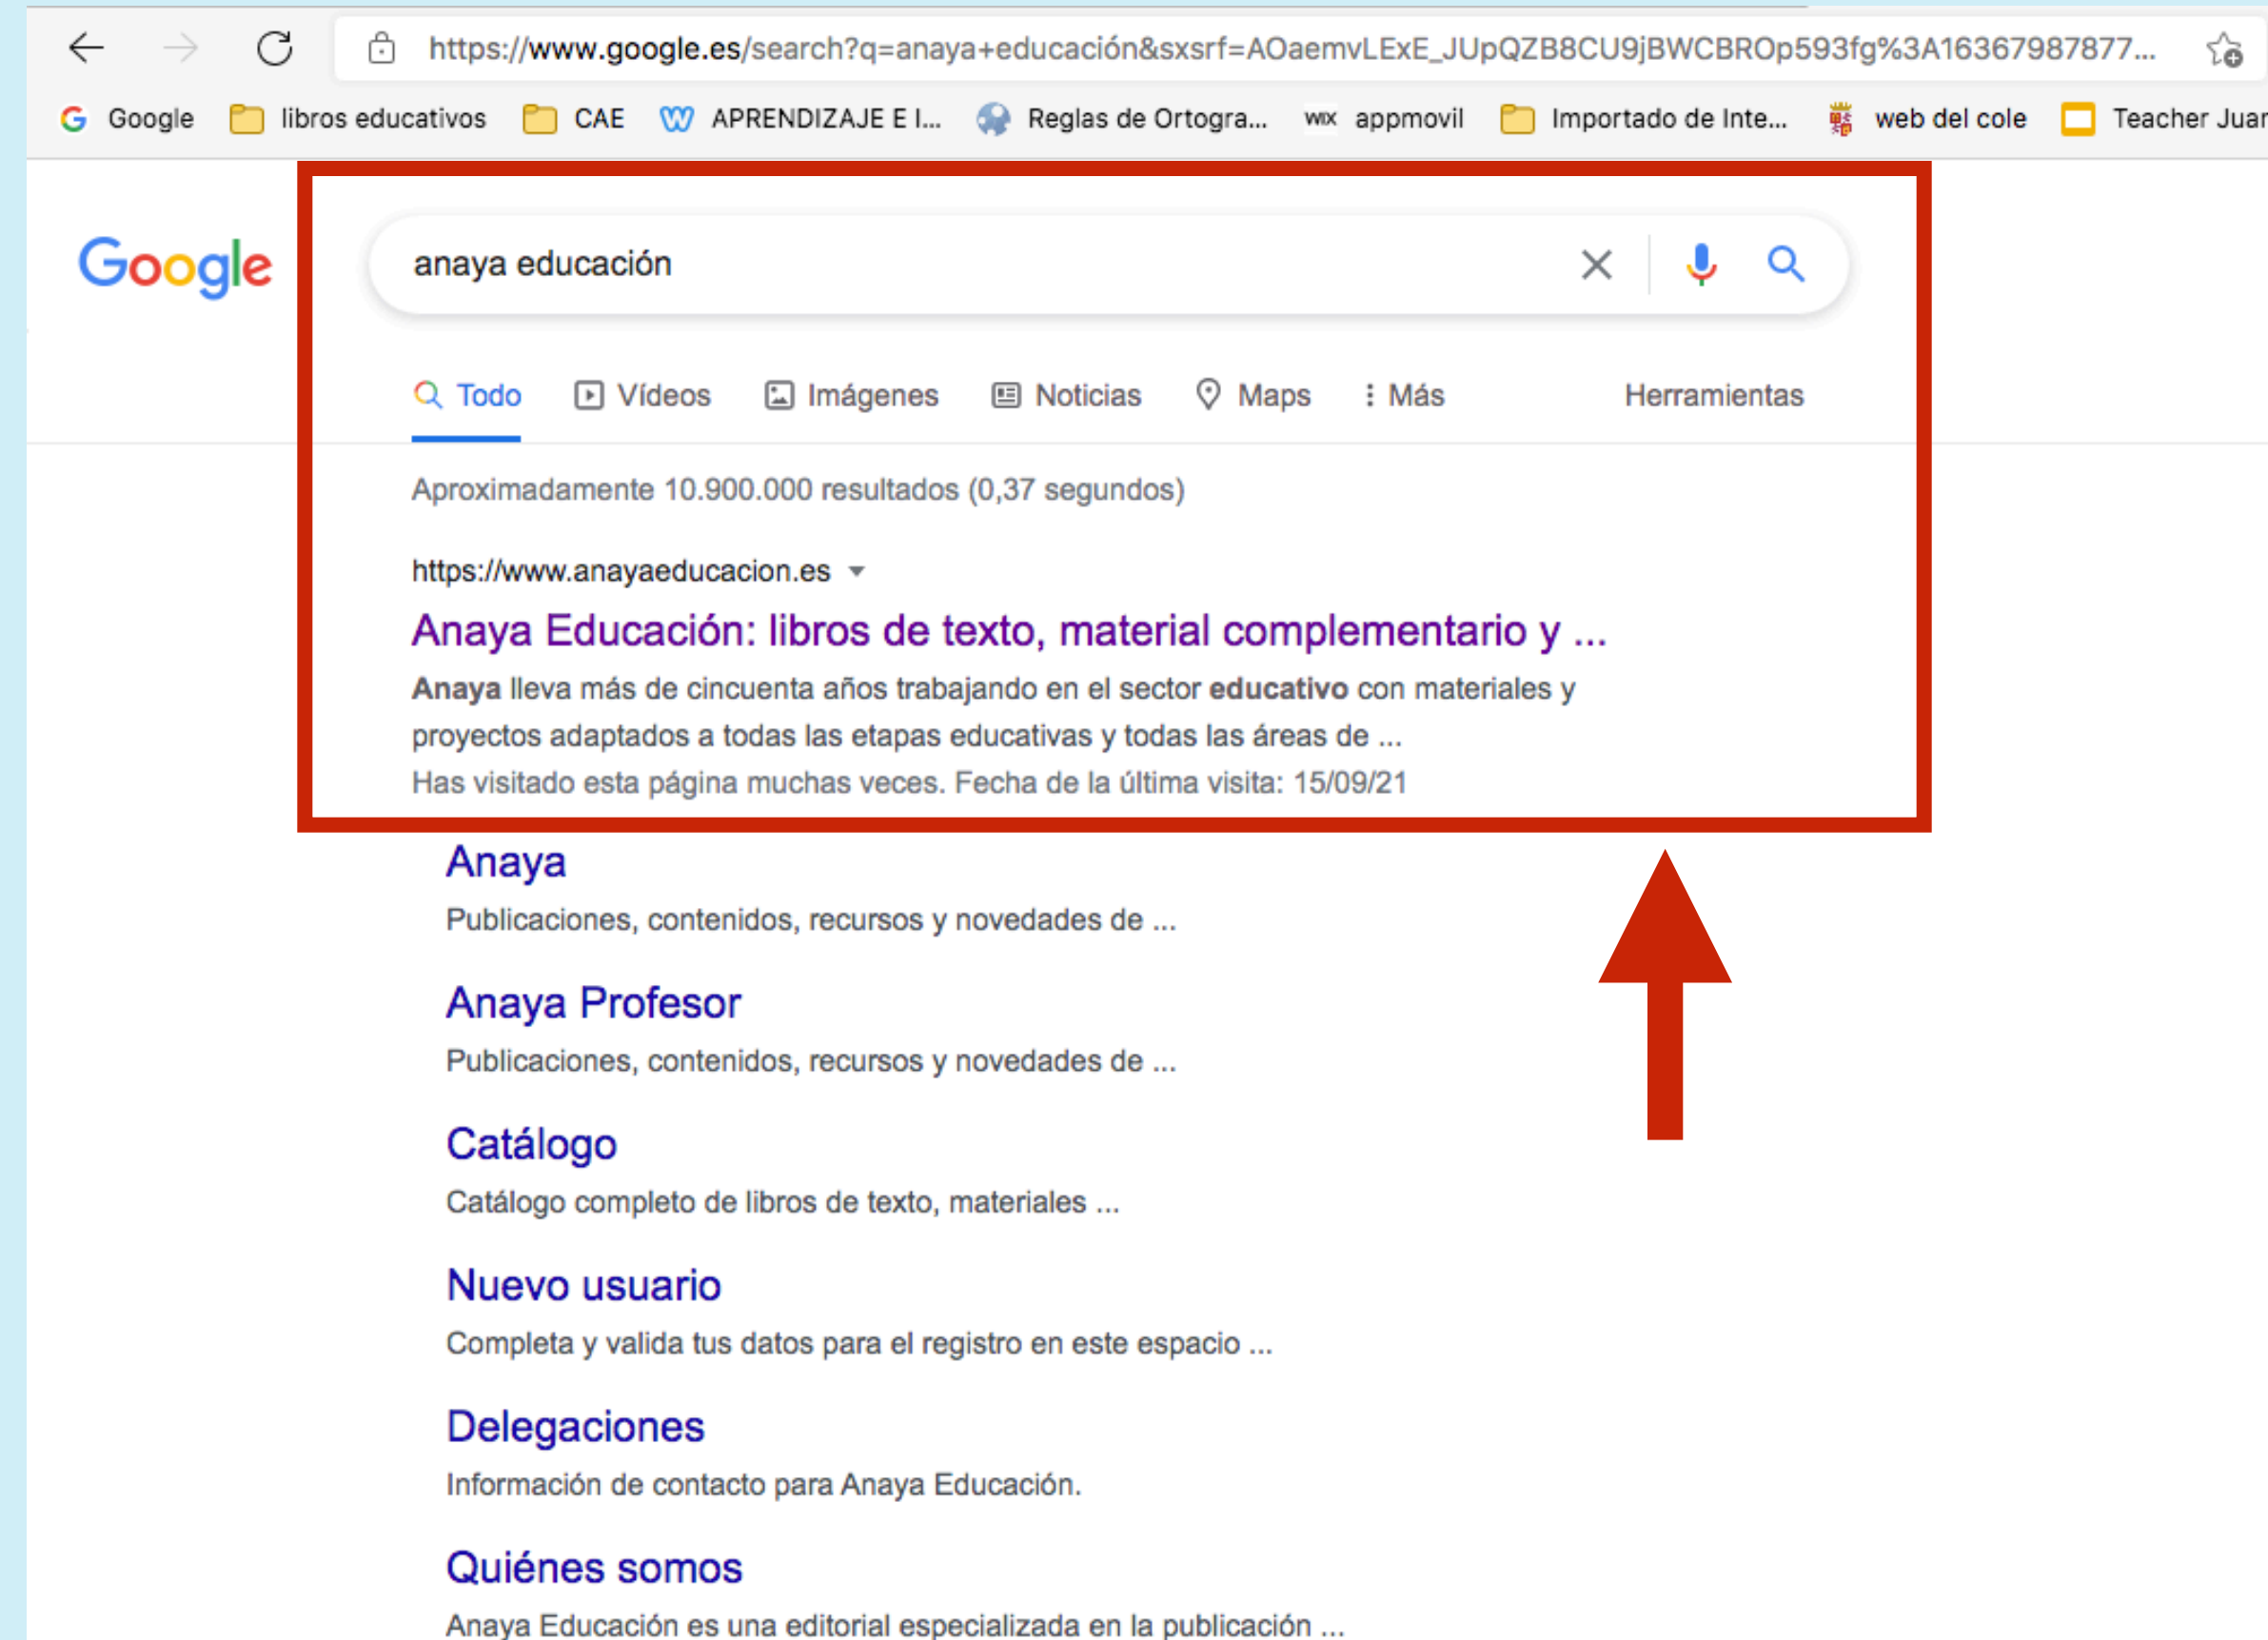 https://www.google.es/search?q=anaya+educación&sxsrf=AOaemvLExE_JUpQZB8CU9jBWCBROp593fg%3A16367987877...
Google libros educativos CAE APRENDIZAJE E I... Reglas de Ortogra... WIX appmovil Importado de Inte... web del cole Teacher Juan
Google
anaya educación
Todo Vídeos Imágenes Noticias Maps Más Herramientas
Aproximadamente 10.900.000 resultados (0,37 segundos)
https://www.anayaeducacion.es
Anaya Educación: libros de texto, material complementario y ...
Anaya lleva más de cincuenta años trabajando en el sector educativo con materiales y
proyectos adaptados a todas las etapas educativas y todas las áreas de ...
Has visitado esta página muchas veces. Fecha de la última visita: 15/09/21
Anaya
Publicaciones, contenidos, recursos y novedades de ...
Anaya Profesor
Publicaciones, contenidos, recursos y novedades de ...
Catálogo
Catálogo completo de libros de texto, materiales ...
Nuevo usuario
Completa y valida tus datos para el registro en este espacio ...
Delegaciones
Información de contacto para Anaya Educación.
Quiénes somos
Anaya Educación es una editorial especializada en la publicación ...